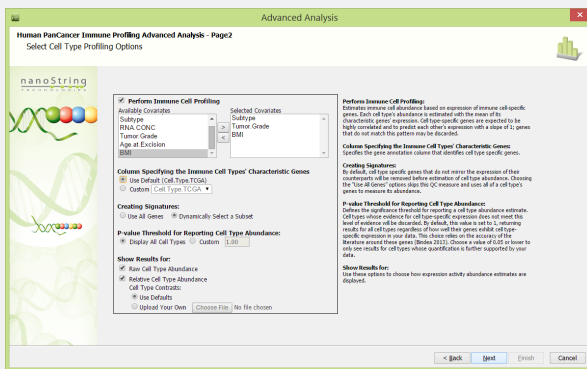 Advanced Analysis
Human PanCancer Immune Profiling Advanced Analysis - Page2
Select Cell Type Profiling Options
nanoString
TECHNOLOGIES
Perform Immune Cell Profiling
Available Covariates
Selected Covariates
Subtype
RNA.CONC
Tumor.Grade
Age.at.Excision
BMI
>
<
Subtype
Tumor.Grade
BMI
Column Specifying the Immune Cell Types' Characteristic Genes:
Use Default (Cell.Type.TCGA)
Custom Cell.Type.TCGA
Creating Signatures:
Use All Genes Dynamically Select a Subset
P-value Threshold for Reporting Cell Type Abundance:
Display All Cell Types Custom 1.00
Show Results for:
Raw Cell Type Abundance
Relative Cell Type Abundance
Cell Type Contrasts:
Use Defaults
Upload Your Own Choose File No file chosen
Perform Immune Cell Profiling:
Estimates immune cell abundance based on expression of immune cell-specific
genes. Each cell type's abundance is estimated with the mean of its
characteristic genes' expression. Cell type-specific genes are expected to be
highly correlated and to predict each other's expression with a slope of 1; genes
that do not match this pattern may be discarded.
Column Specifying the Immune Cell Types' Characteristic Genes:
Specifies the gene annotation column that identifies cell type specific genes.
Creating Signatures:
By default, cell type specific genes that do not mirror the expression of their
counterparts will be removed before estimation of cell type abundance. Choosing
the "Use All Genes" options skips this QC measure and uses all of a cell type's
genes to measure its abundance.
P-value Threshold for Reporting Cell Type Abundance:
Defines the significance threshold for reporting a cell type abundance estimate.
Cell types whose evidence for cell type-specific expression does not meet this
level of evidence will be discarded. By default, this value is set to 1, returning
results for all cell types regardless of how well their genes exhibit cell type-
specific expression in your data. This choice relies on the accuracy of the
literature around these genes (Bindea 2013). Choose a value of 0.05 or lower to
only see results for cell types whose quantification is further supported by your
data.
Show Results for:
Use these options to choose how expression activity abundance estimates are
displayed.
< Back Next Finish Cancel